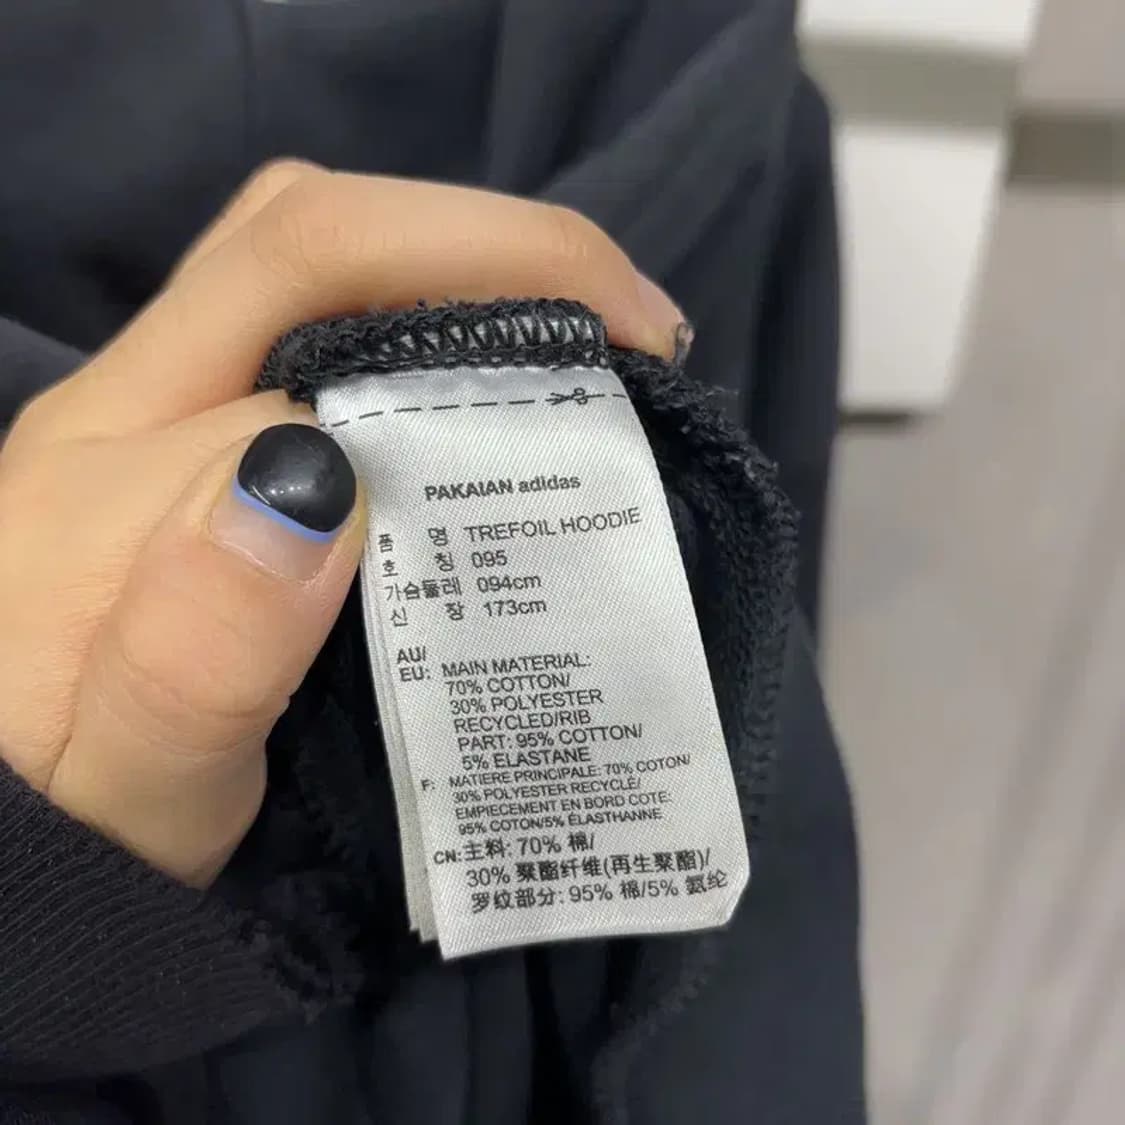 PAKAIAN adidas
품 명 TREFOIL HOODIE
호 칭 095
가슴둘레 094cm
신 장 173cm
AU/
EU: MAIN MATERIAL:
70% COTTON/
30% POLYESTER
RECYCLED/RIB
PART: 95% COTTON/
5% ELASTANE
F: MATIERE PRINCIPALE: 70% COTON/
30% POLYESTER RECYCLÉ/
EMPIECEMENT EN BORD COTE:
95% COTON/5% ÉLASTHANNE
CN: 主料: 70% 棉/
30% 聚酯纤维(再生聚酯)/
罗纹部分: 95% 棉/5% 氨纶